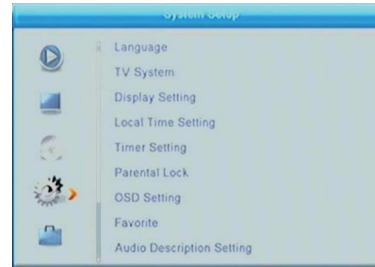 System Setup
Language
TV System
Display Setting
Local Time Setting
Timer Setting
Parental Lock
OSD Setting
Favorite
Audio Description Setting